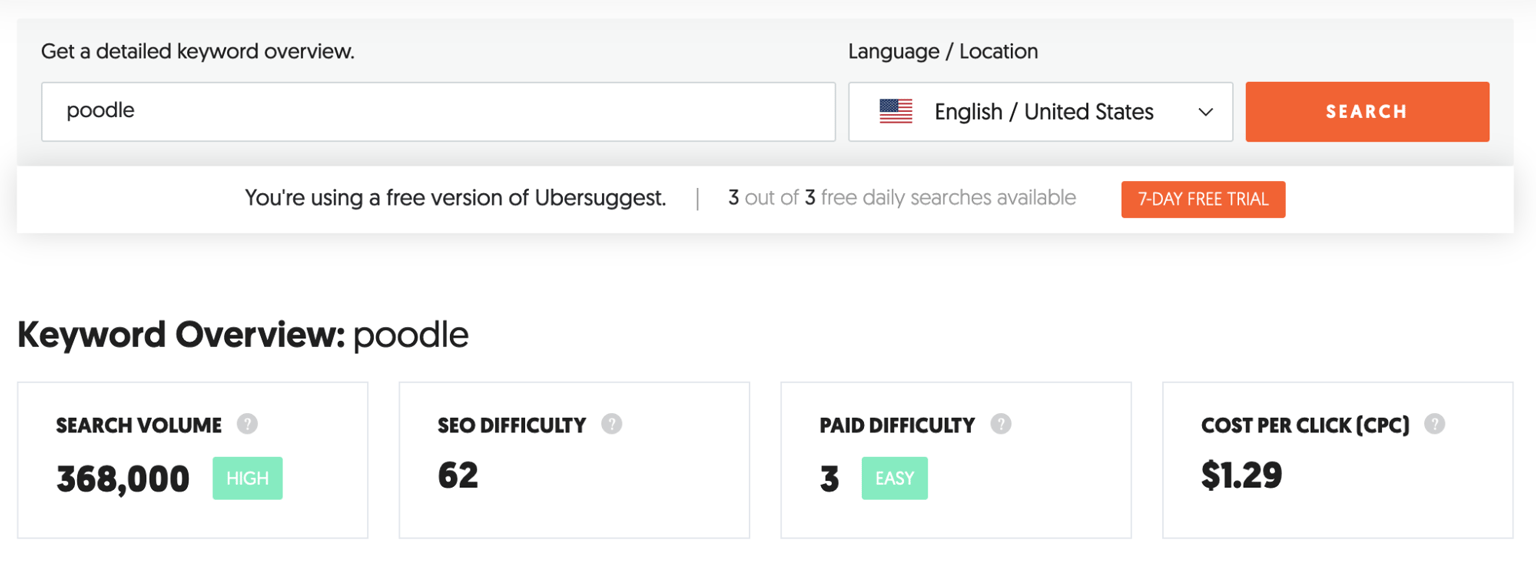 Get a detailed keyword overview.
Language / Location
poodle
English / United States
SEARCH
You're using a free version of Ubersuggest. | 3 out of 3 free daily searches available
7-DAY FREE TRIAL
Keyword Overview: poodle
SEARCH VOLUME ?
368,000 HIGH
SEO DIFFICULTY ?
62
PAID DIFFICULTY ?
3 EASY
COST PER CLICK (CPC) ?
$1.29